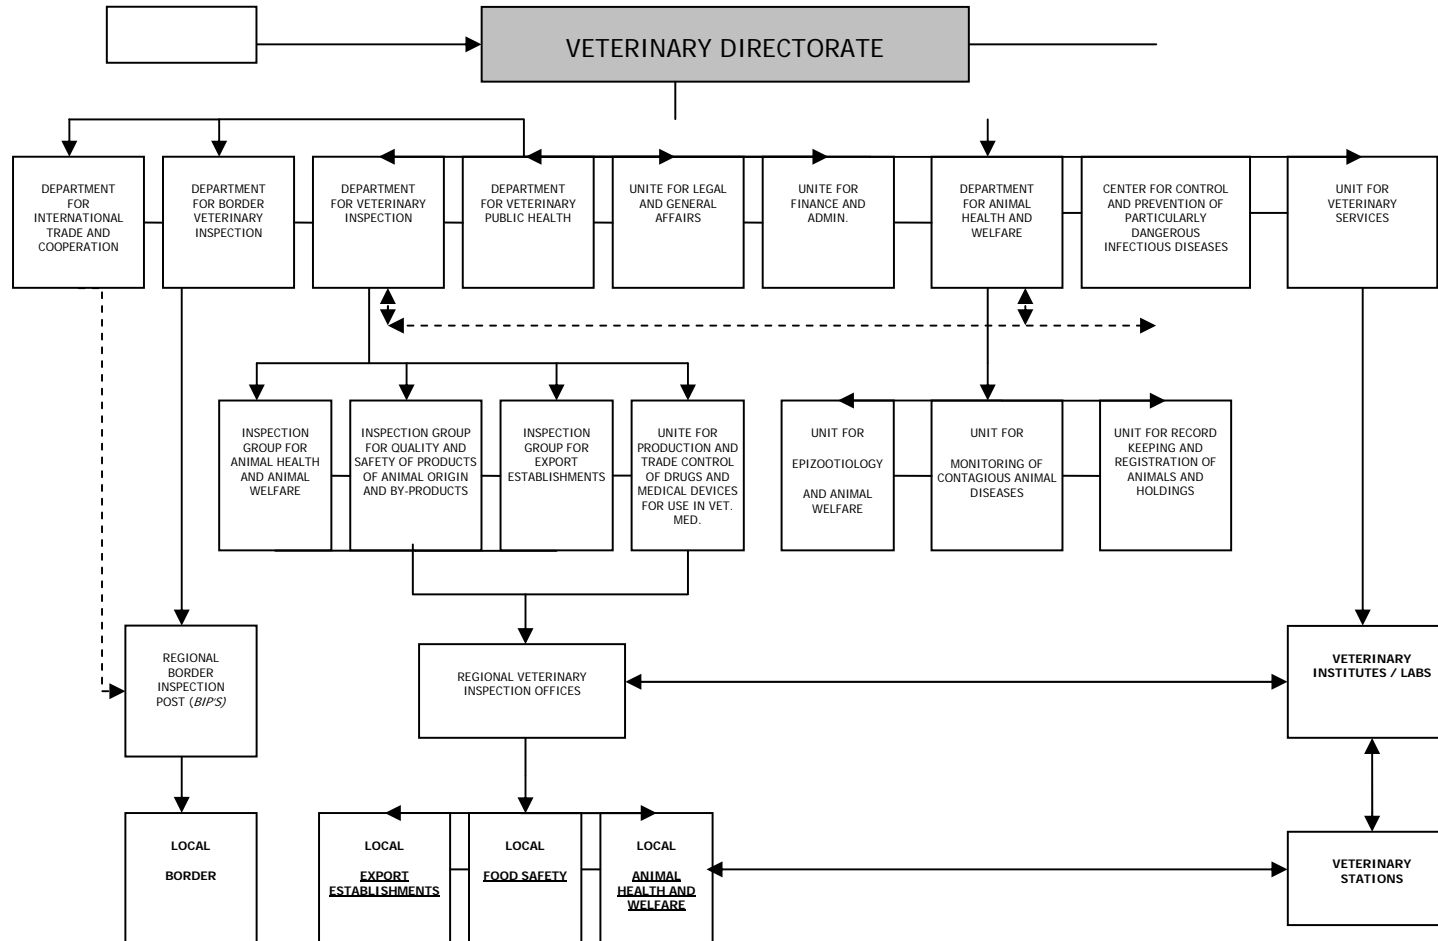 VETERINARY DIRECTORATE
DEPARTMENT
FOR
INTERNATIONAL
TRADE AND
COOPERATION
DEPARTMENT
FOR BORDER
VETERINARY
INSPECTION
DEPARTMENT
FOR VETERINARY
INSPECTION
DEPARTMENT
FOR VETERINARY
PUBLIC HEALTH
UNITE FOR LEGAL
AND GENERAL
AFFAIRS
UNITE FOR
FINANCE AND
ADMIN.
DEPARTMENT
FOR ANIMAL
HEALTH AND
WELFARE
CENTER FOR CONTROL
AND PREVENTION OF
PARTICULARLY
DANGEROUS
INFECTIOUS DISEASES
UNIT FOR
VETERINARY
SERVICES
INSPECTION
GROUP FOR
ANIMAL HEALTH
AND ANIMAL
WELFARE
INSPECTION GROUP
FOR QUALITY AND
SAFETY OF PRODUCTS
OF ANIMAL ORIGIN
AND BY-PRODUCTS
INSPECTION
GROUP FOR
EXPORT
ESTABLISHMENTS
UNITE FOR
PRODUCTION AND
TRADE CONTROL
OF DRUGS AND
MEDICAL DEVICES
FOR USE IN VET.
MED.
UNIT FOR
EPIZOOTIOLOGY
AND ANIMAL
WELFARE
UNIT FOR
MONITORING OF
CONTAGIOUS ANIMAL
DISEASES
UNIT FOR RECORD
KEEPING AND
REGISTRATION OF
ANIMALS AND
HOLDINGS
REGIONAL
BORDER
INSPECTION
POST (BIP'S)
REGIONAL VETERINARY
INSPECTION OFFICES
VETERINARY
INSTITUTES / LABS
LOCAL
BORDER
LOCAL
EXPORT
ESTABLISHMENTS
LOCAL
FOOD SAFETY
LOCAL
ANIMAL
HEALTH AND
WELFARE
VETERINARY
STATIONS